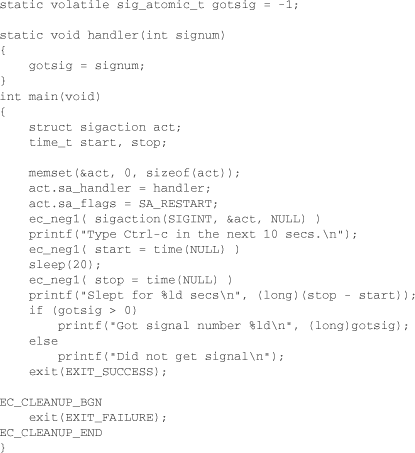 static volatile sig_atomic_t gotsig = -1;

static void handler(int signum)
{
    gotsig = signum;
}
int main(void)
{
    struct sigaction act;
    time_t start, stop;

    memset(&act, 0, sizeof(act));
    act.sa_handler = handler;
    act.sa_flags = SA_RESTART;
    ec_neg1( sigaction(SIGINT, &act, NULL) )
    printf("Type Ctrl-c in the next 10 secs.\n");
    ec_neg1( start = time(NULL) )
    sleep(20);
    ec_neg1( stop = time(NULL) )
    printf("Slept for %ld secs\n", (long)(stop - start));
    if (gotsig > 0)
        printf("Got signal number %ld\n", (long)gotsig);
    else
        printf("Did not get signal\n");
    exit(EXIT_SUCCESS);

EC_CLEANUP_BGN
    exit(EXIT_FAILURE);
EC_CLEANUP_END
}